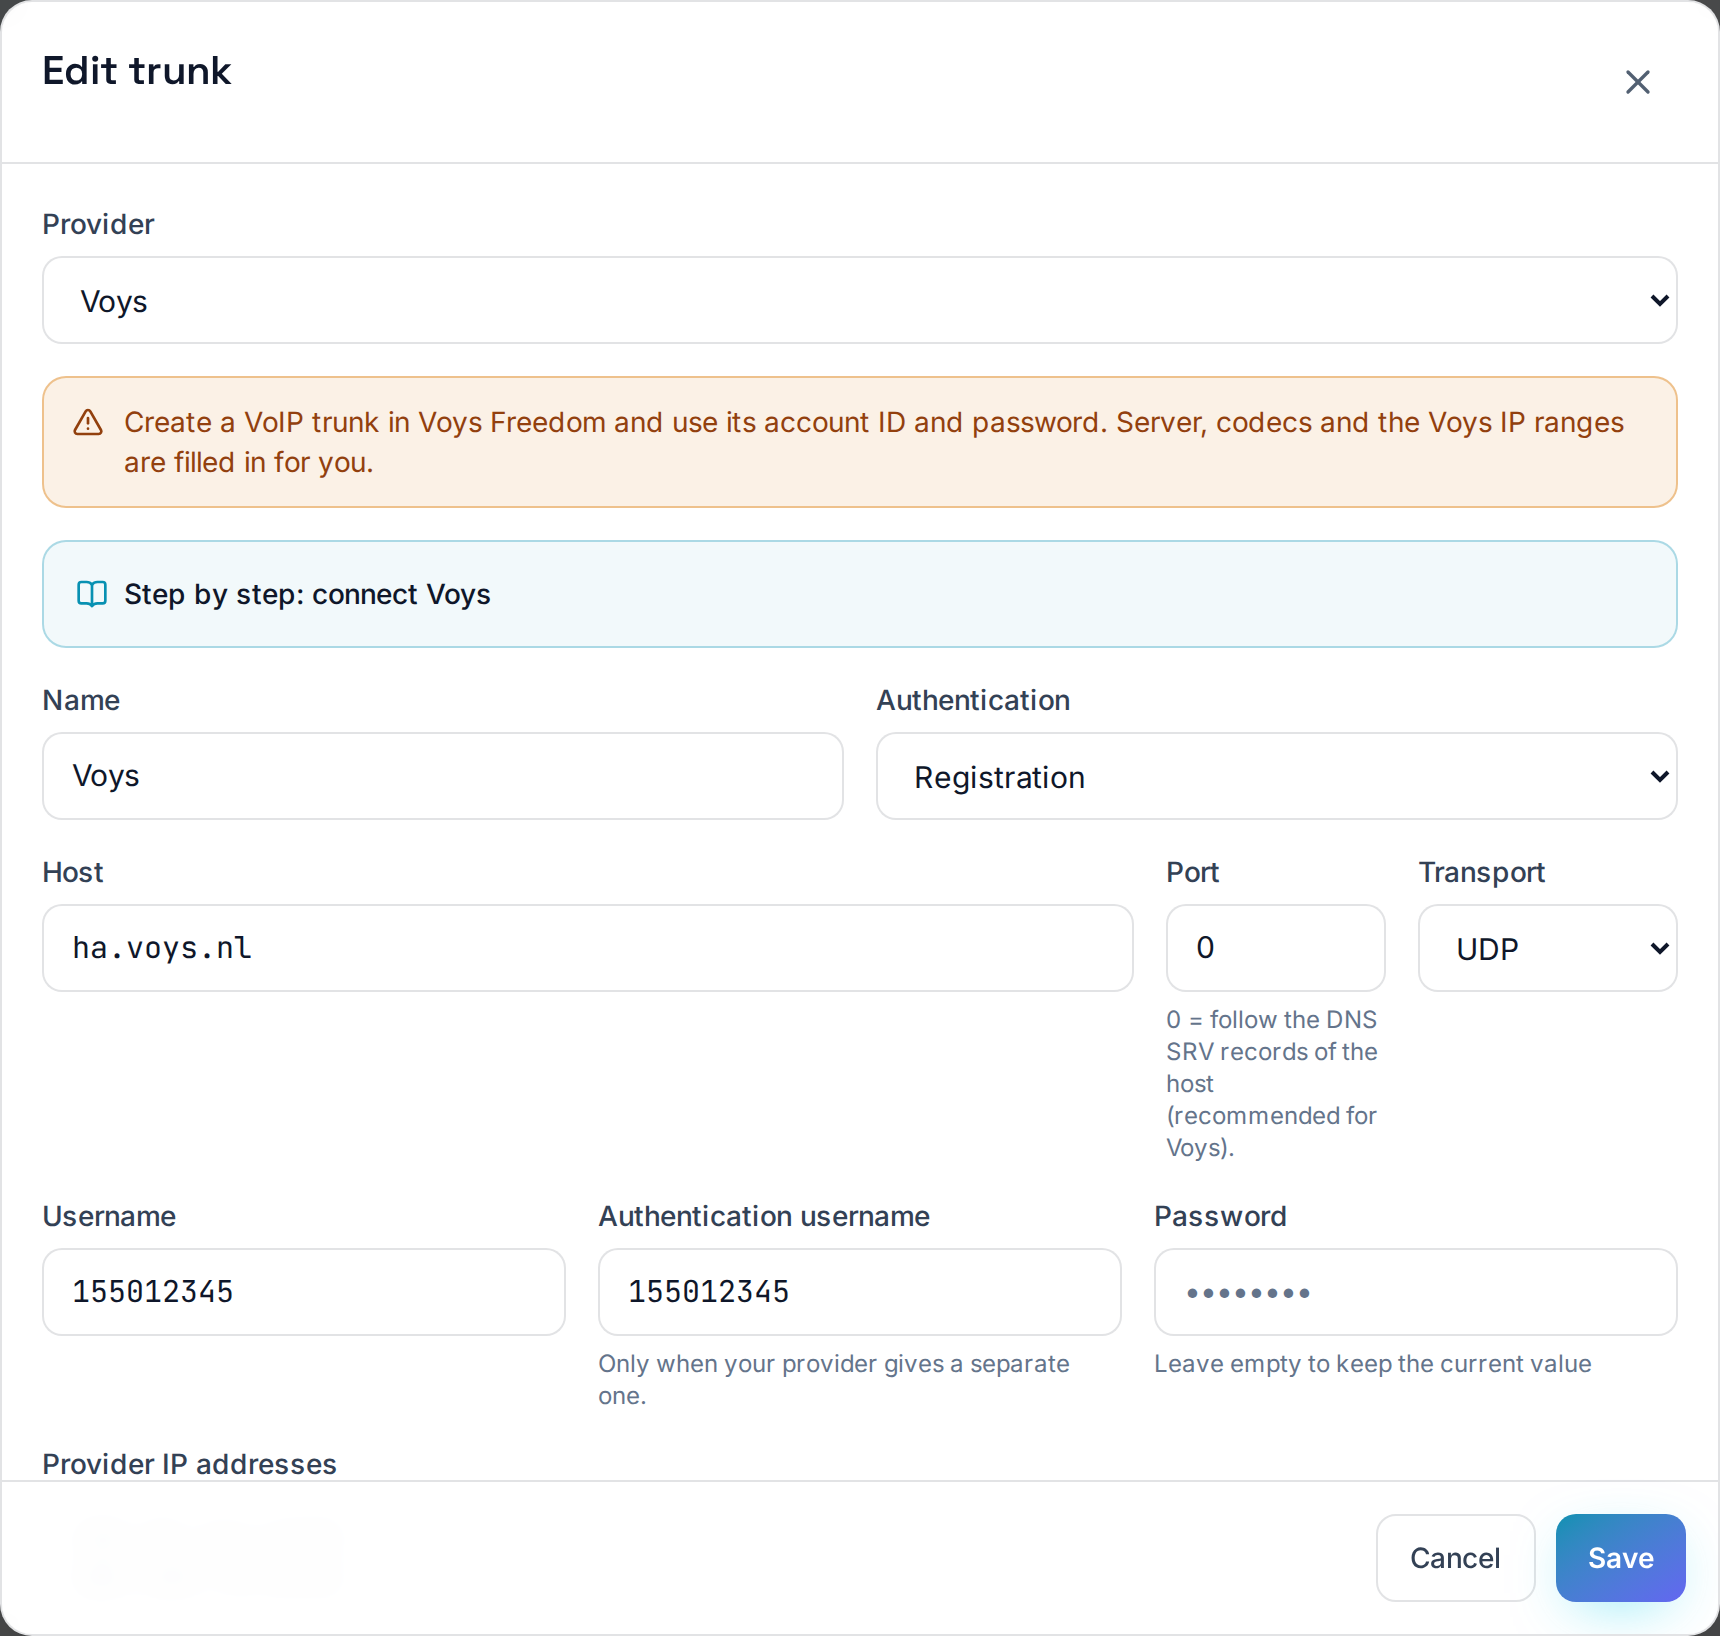 Edit trunk
Provider
Voys
Create a VoIP trunk in Voys Freedom and use its account ID and password. Server, codecs and the Voys IP ranges
are filled in for you.
Step by step: connect Voys
Name
Authentication
Voys
Registration
Host
Port
Transport
ha.voys.nl
0
UDP
0 = follow the DNS
SRV records of the
host
(recommended for
Voys).
Username
Authentication username
Password
155012345
155012345
••••••••
Only when your provider gives a separate
one.
Leave empty to keep the current value
Provider IP addresses
Cancel
Save